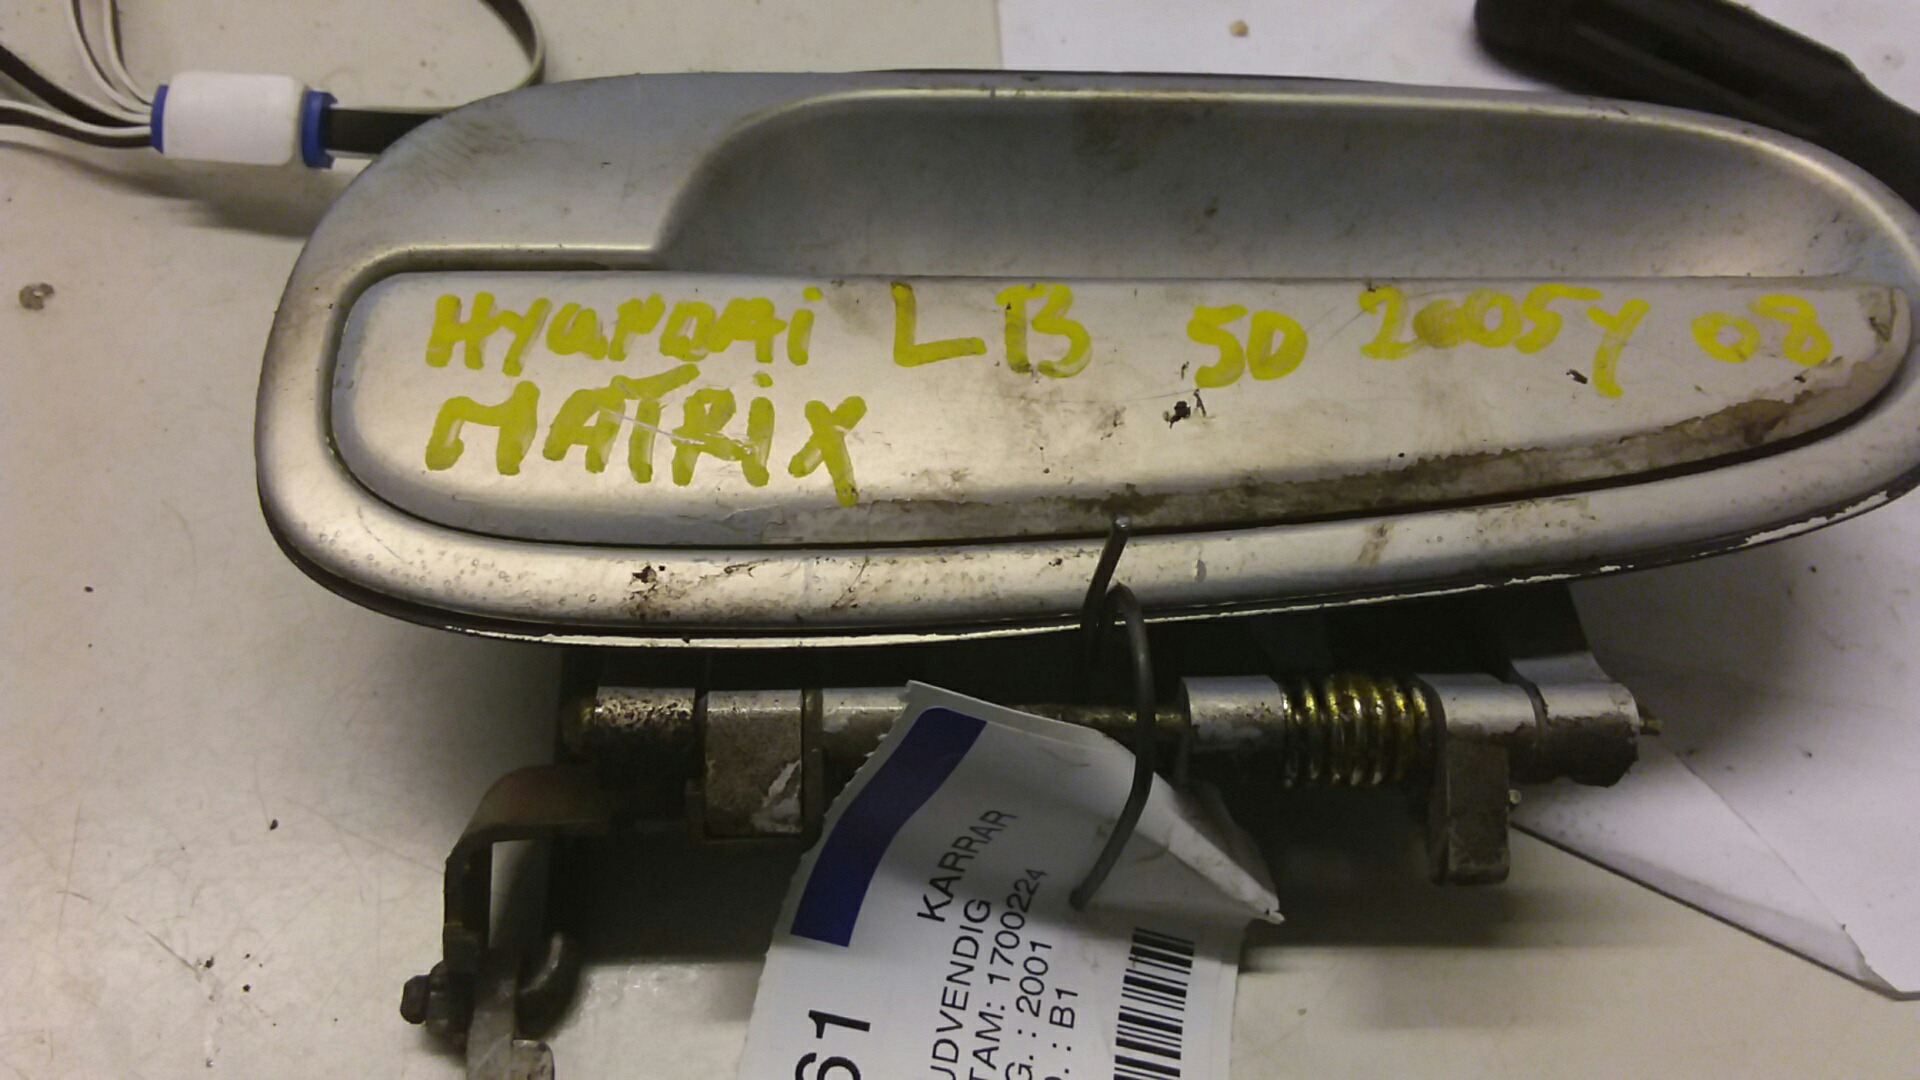 HYUNDAi LB 5D 2005Y 08
MATRiX
KARRAR
UDVENDIG
TAM.: 1700224
G. : 2001
. : B1
61